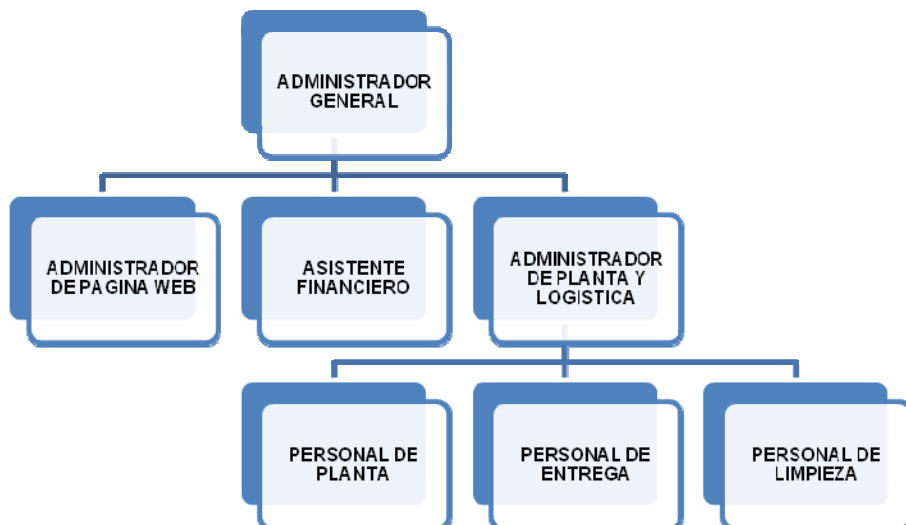 ADMINISTRADOR
GENERAL
ADMINISTRADOR
DE PAGINA WEB
ASISTENTE
FINANCIERO
ADMINISTRADOR
DE PLANTA Y
LOGISTICA
PERSONAL DE
PLANTA
PERSONAL DE
ENTREGA
PERSONAL DE
LIMPIEZA